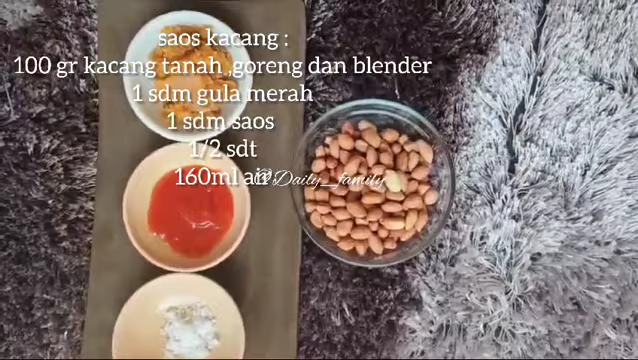 saos kacang :
100 gr kacang tanah ,goreng dan blender
1 sdm gula merah
1 sdm saos
1/2 sdt
160ml air
@Daily_family